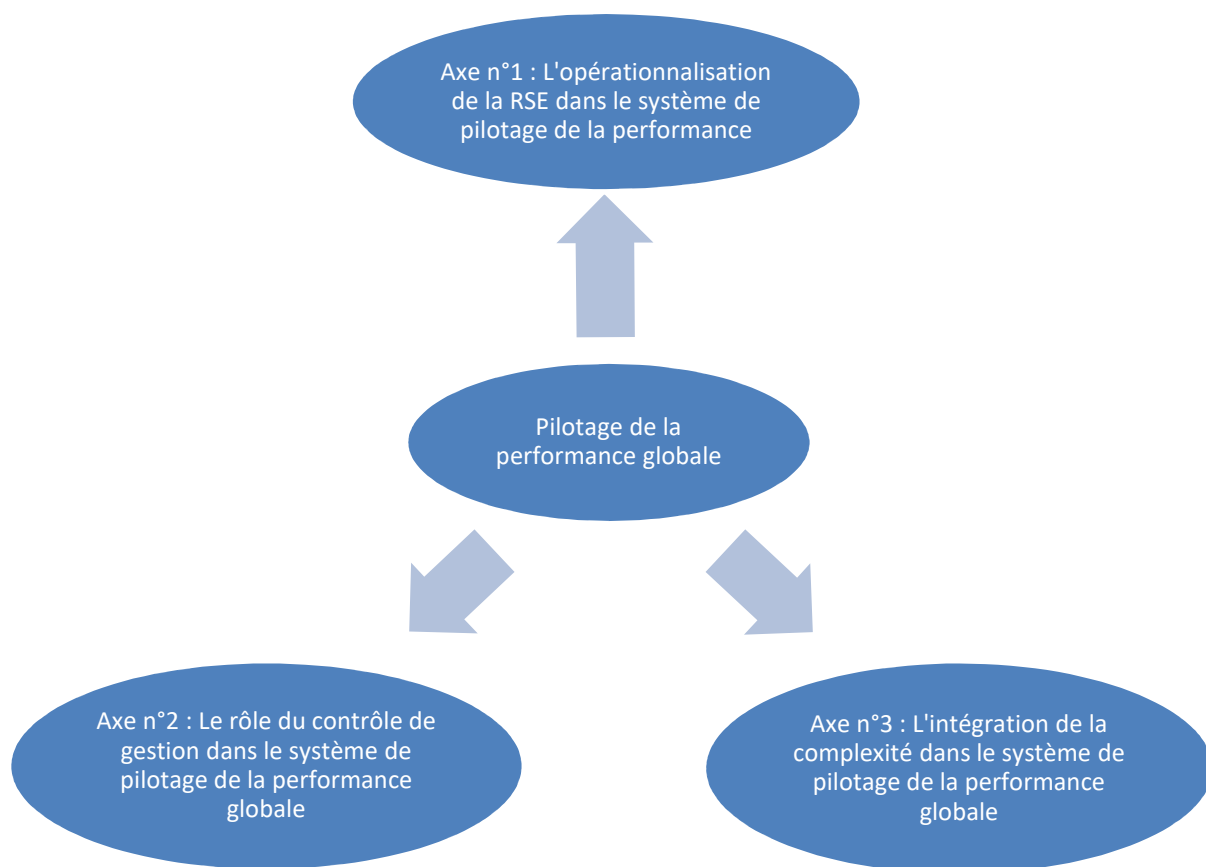 Axe n°1 : L'opérationnalisation
de la RSE dans le système de
pilotage de la performance
Pilotage de la
performance globale
Axe n°2 : Le rôle du contrôle de
gestion dans le système de
pilotage de la performance
globale
Axe n°3 : L'intégration de la
complexité dans le système de
pilotage de la performance
globale